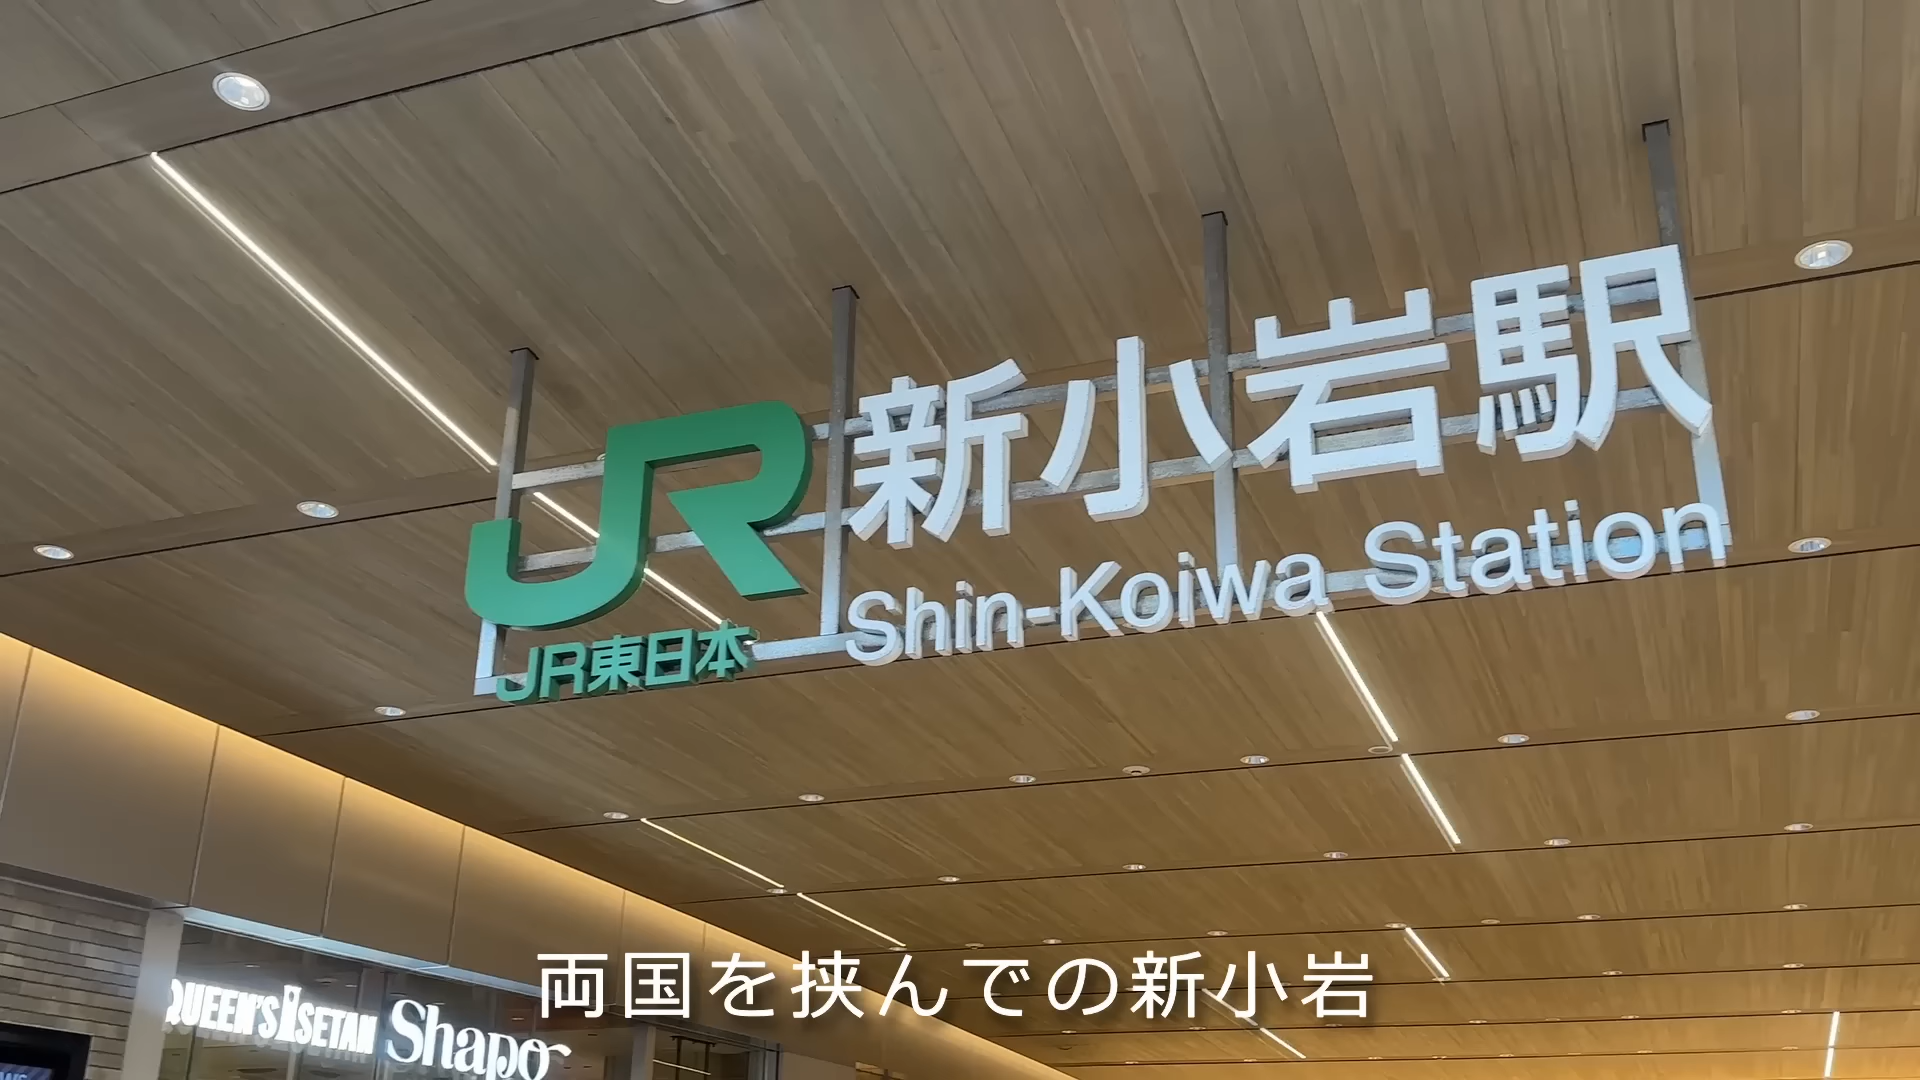 新小岩駅
JR
Shin-Koiwa Station
JR東日本
QUEEN'S ISETAN
Shapo
両国を挟んでの新小岩